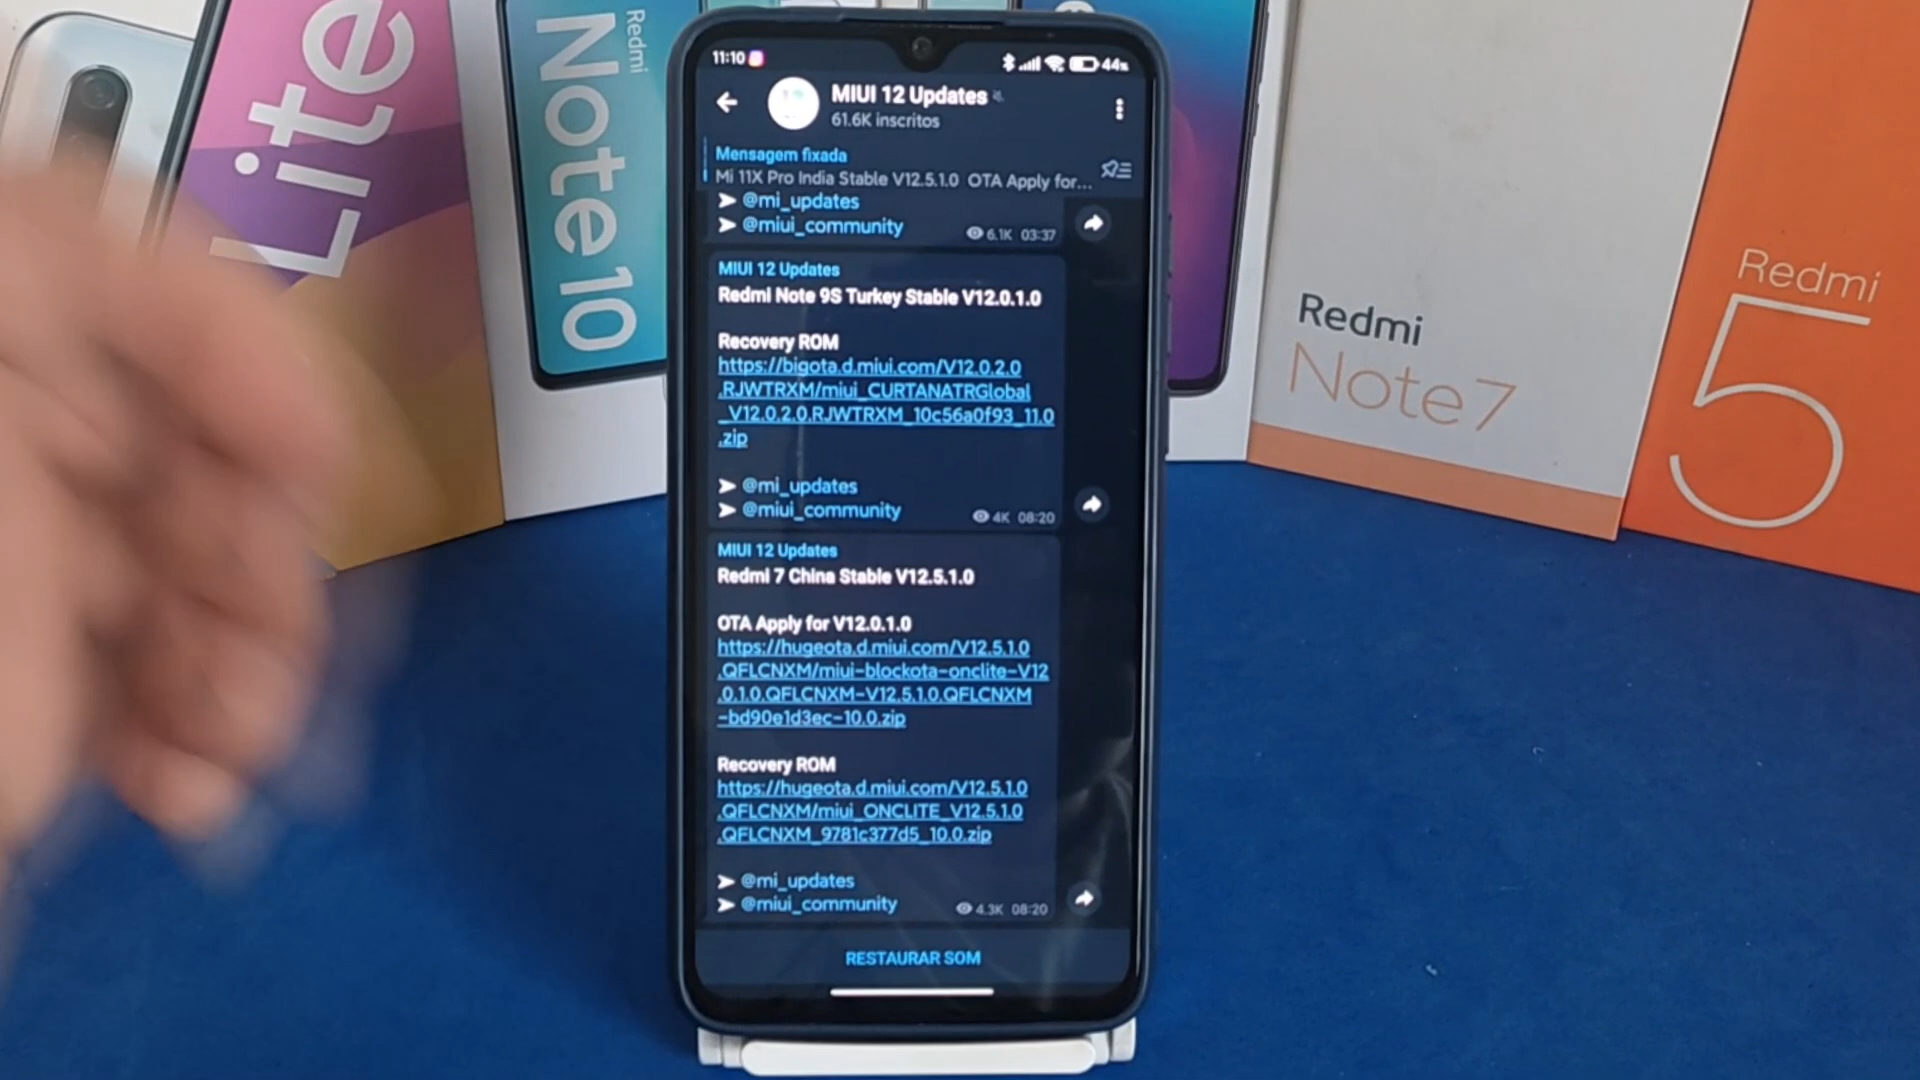 Lite
Redmi
Note 10
11:10
44%
MIUI 12 Updates
61.6K inscritos
Mensagem fixada
Mi 11X Pro India Stable V12.5.1.0 OTA Apply for...
➤ @mi_updates
➤ @miui_community
6.1K 03:37
MIUI 12 Updates
Redmi Note 9S Turkey Stable V12.0.1.0
Recovery ROM
https://bigota.d.miui.com/V12.0.2.0
.RJWTRXM/miui_CURTANATRGlobal
_V12.0.2.0.RJWTRXM_10c56a0f93_11.0
.zip
➤ @mi_updates
➤ @miui_community
4K 08:20
MIUI 12 Updates
Redmi 7 China Stable V12.5.1.0
OTA Apply for V12.0.1.0
https://hugeota.d.miui.com/V12.5.1.0
.QFLCNXM/miui-blockota-onclite-V12
.0.1.0.QFLCNXM-V12.5.1.0.QFLCNXM
-bd90e1d3ec-10.0.zip
Recovery ROM
https://hugeota.d.miui.com/V12.5.1.0
.QFLCNXM/miui_ONCLITE_V12.5.1.0
.QFLCNXM_9781c377d5_10.0.zip
➤ @mi_updates
➤ @miui_community
4.3K 08:20
RESTAURAR SOM
Redmi
Note 7
Redmi
5